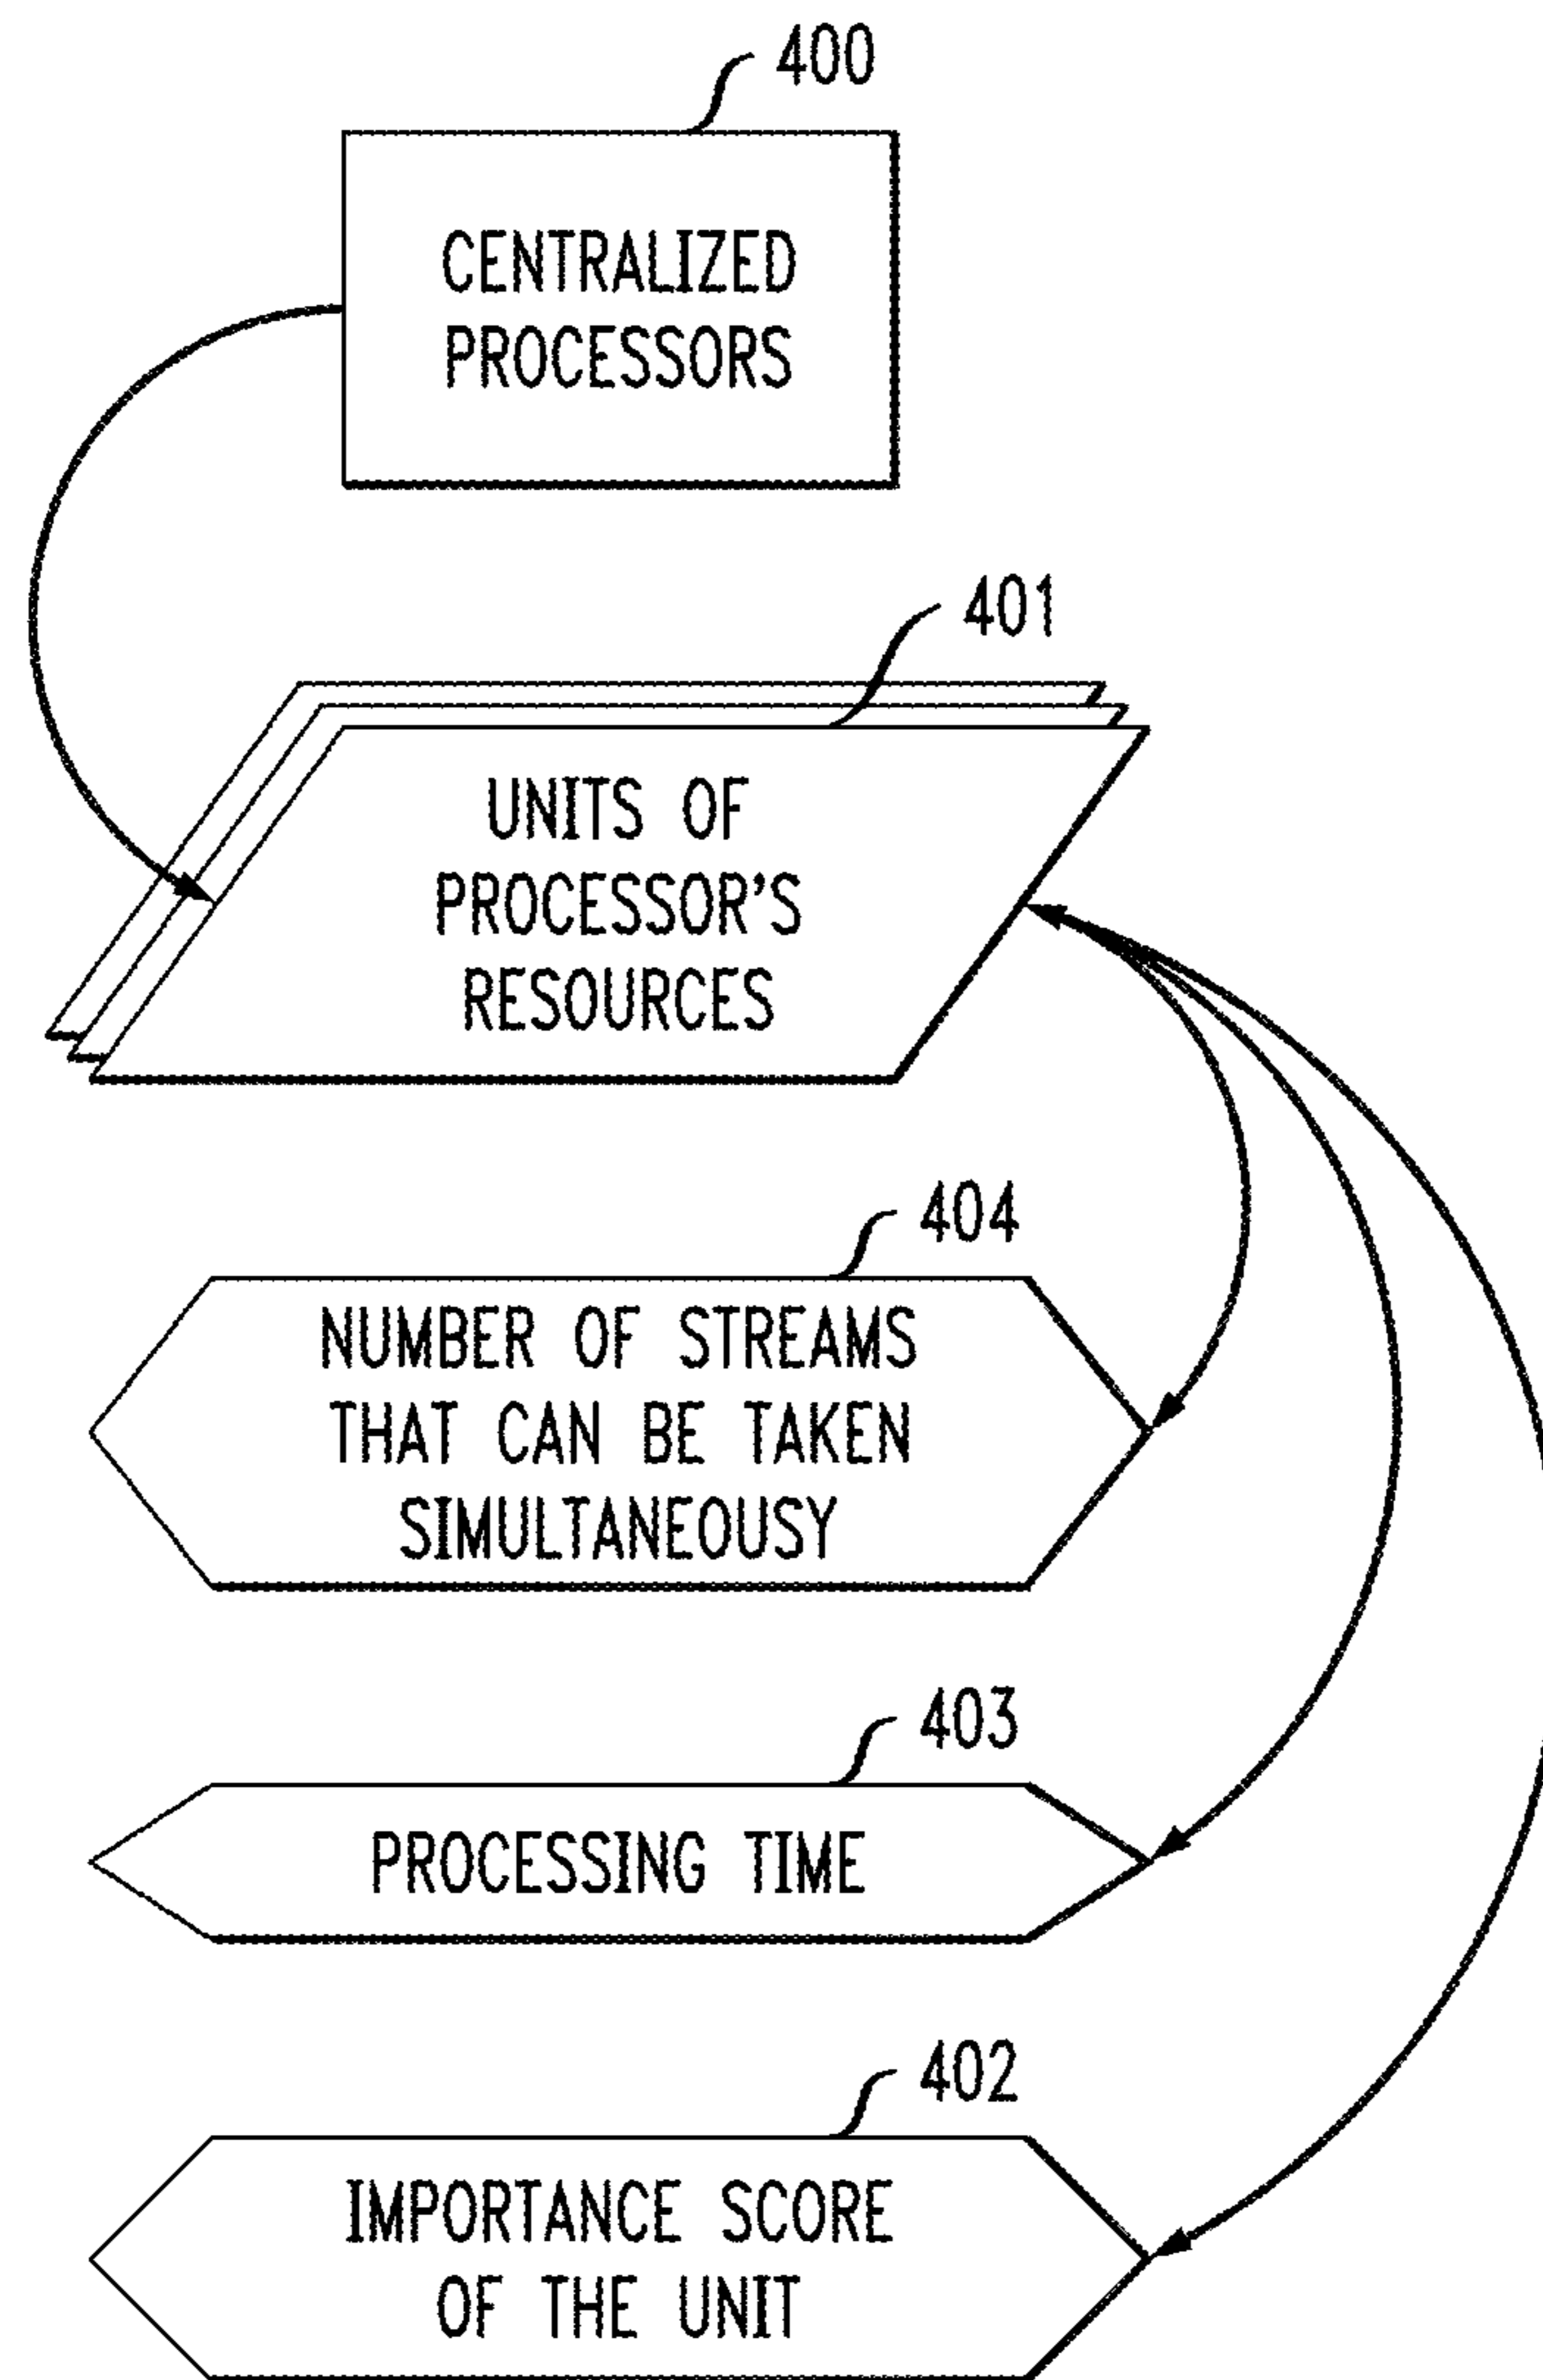 400
CENTRALIZED
PROCESSORS
401
UNITS OF
PROCESSOR'S
RESOURCES
404
NUMBER OF STREAMS
THAT CAN BE TAKEN
SIMULTANEOUSY
403
PROCESSING TIME
402
IMPORTANCE SCORE
OF THE UNIT